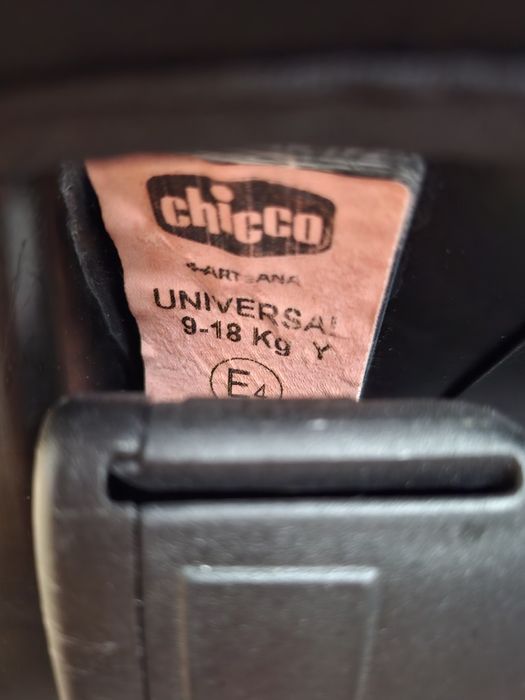 chicco
ARTSANA
UNIVERSAL
9-18 Kg Y
E4